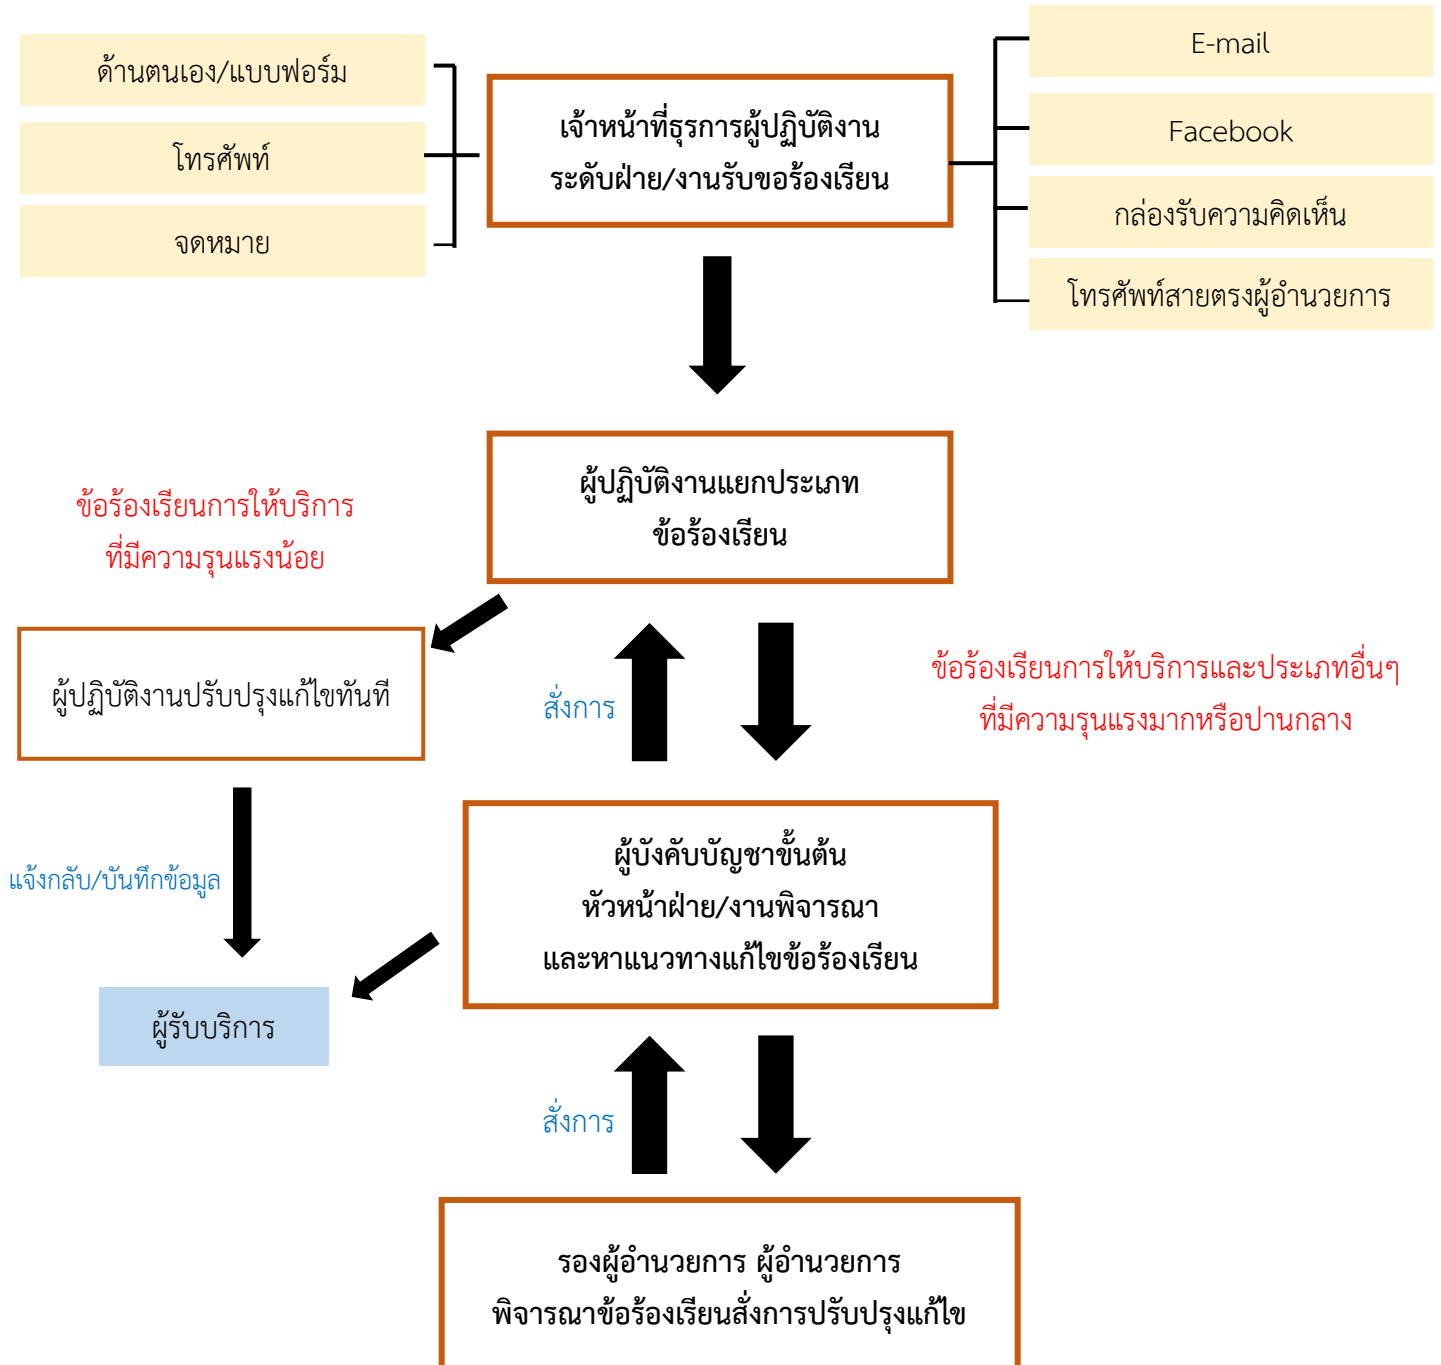 ด้านตนเอง/แบบฟอร์ม
โทรศัพท์
จดหมาย
เจ้าหน้าที่ธุรการผู้ปฏิบัติงาน
ระดับฝ่าย/งานรับขอร้องเรียน
E-mail
Facebook
กล่องรับความคิดเห็น
โทรศัพท์สายตรงผู้อำนวยการ
ผู้ปฏิบัติงานแยกประเภท
ข้อร้องเรียน
ข้อร้องเรียนการให้บริการ
ที่มีความรุนแรงน้อย
ผู้ปฏิบัติงานปรับปรุงแก้ไขทันที
สั่งการ
ข้อร้องเรียนการให้บริการและประเภทอื่นๆ
ที่มีความรุนแรงมากหรือปานกลาง
แจ้งกลับ/บันทึกข้อมูล
ผู้บังคับบัญชาขั้นต้น
หัวหน้าฝ่าย/งานพิจารณา
และหาแนวทางแก้ไขข้อร้องเรียน
ผู้รับบริการ
สั่งการ
รองผู้อำนวยการ ผู้อำนวยการ
พิจารณาข้อร้องเรียนสั่งการปรับปรุงแก้ไข